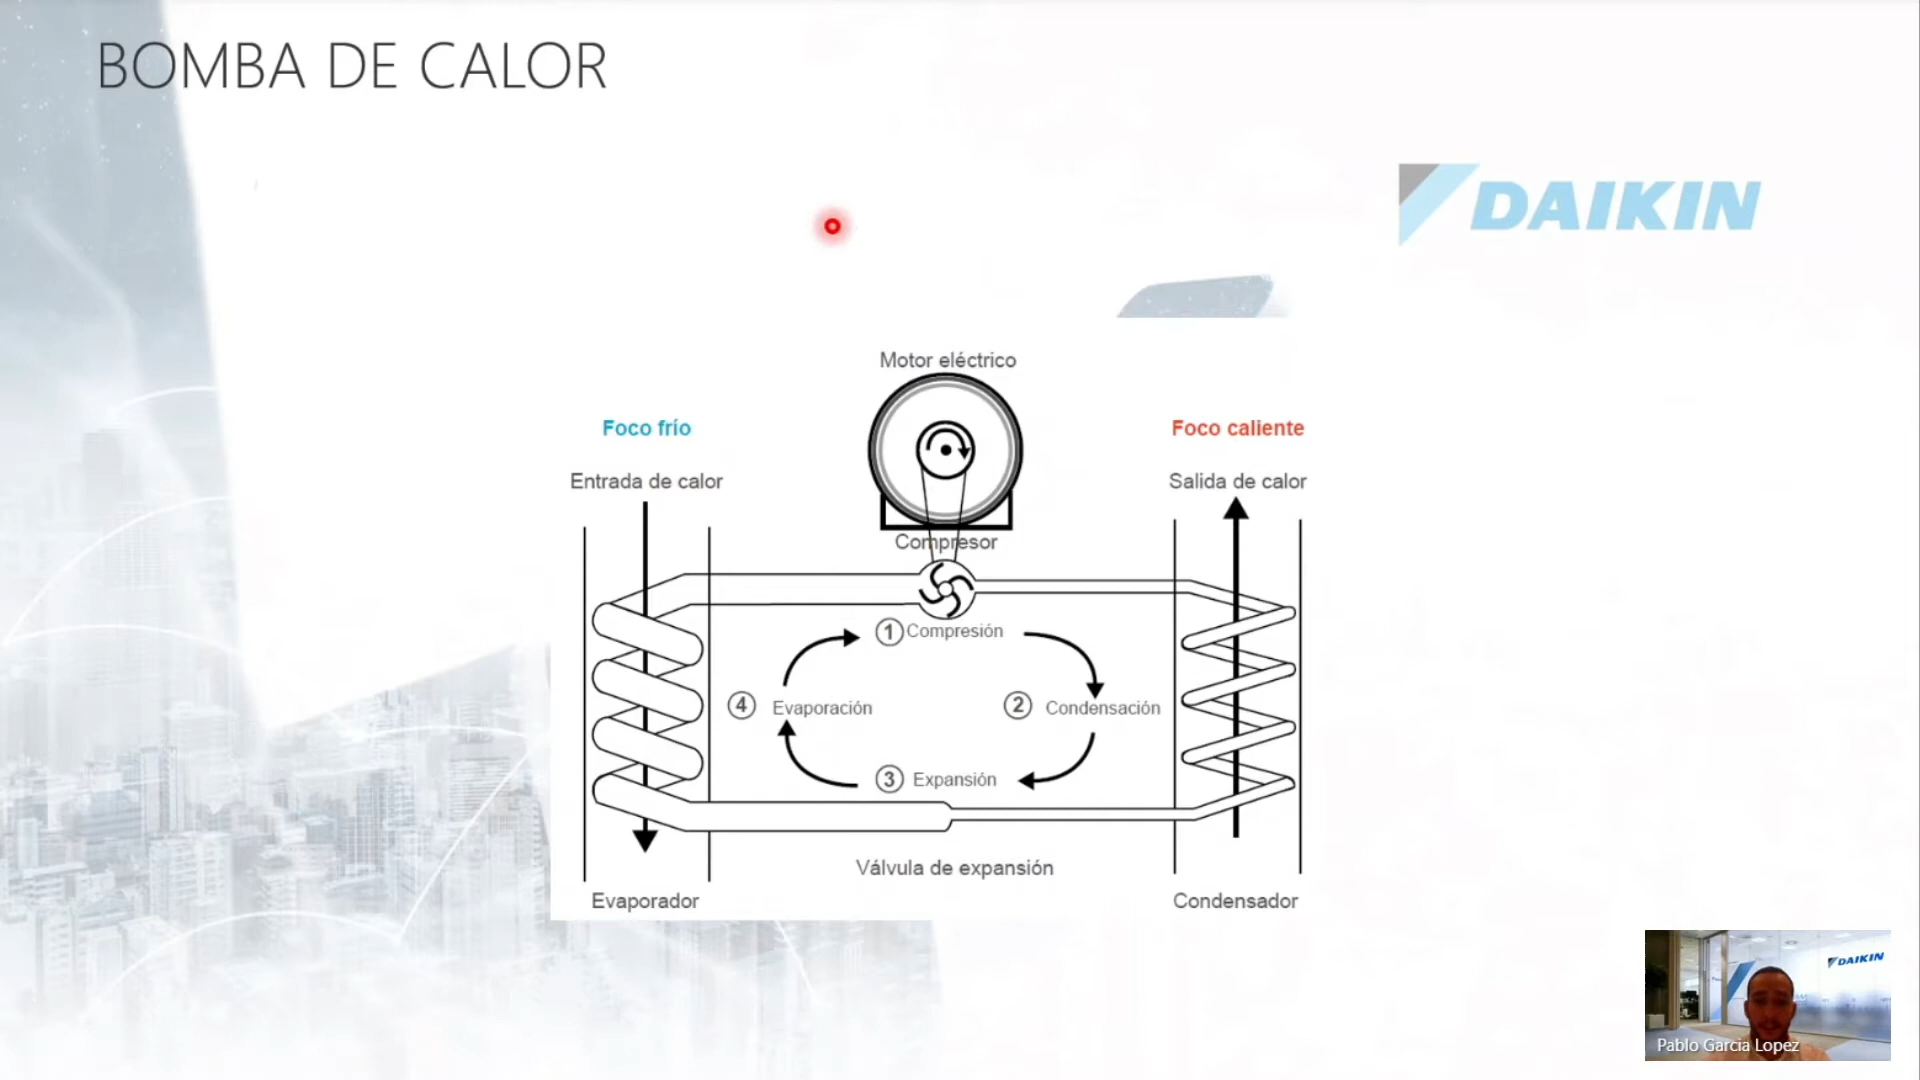 BOMBA DE CALOR
DAIKIN
Motor eléctrico
Foco frío
Foco caliente
Entrada de calor
Salida de calor
Compresor
1 Compresión
4 Evaporación
2 Condensación
3 Expansión
Válvula de expansión
Evaporador
Condensador
DAIKIN
Pablo Garcia Lopez